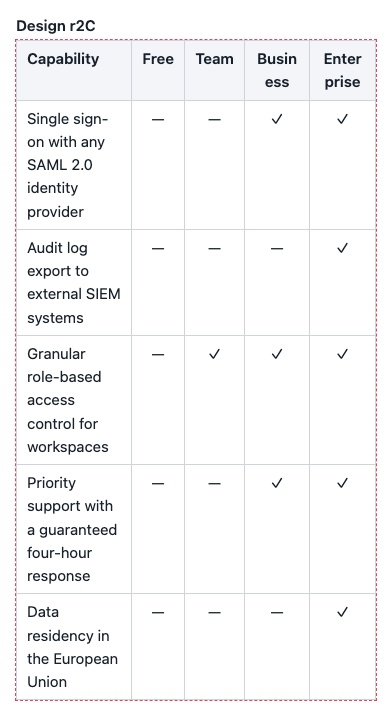 Design r2C
Capability Free Team Busin Enter
ess prise
Single sign- — — ✓ ✓
on with any
SAML 2.0
identity
provider
Audit log — — — ✓
export to
external SIEM
systems
Granular — ✓ ✓ ✓
role-based
access
control for
workspaces
Priority — — ✓ ✓
support with
a guaranteed
four-hour
response
Data — — — ✓
residency in
the European
Union